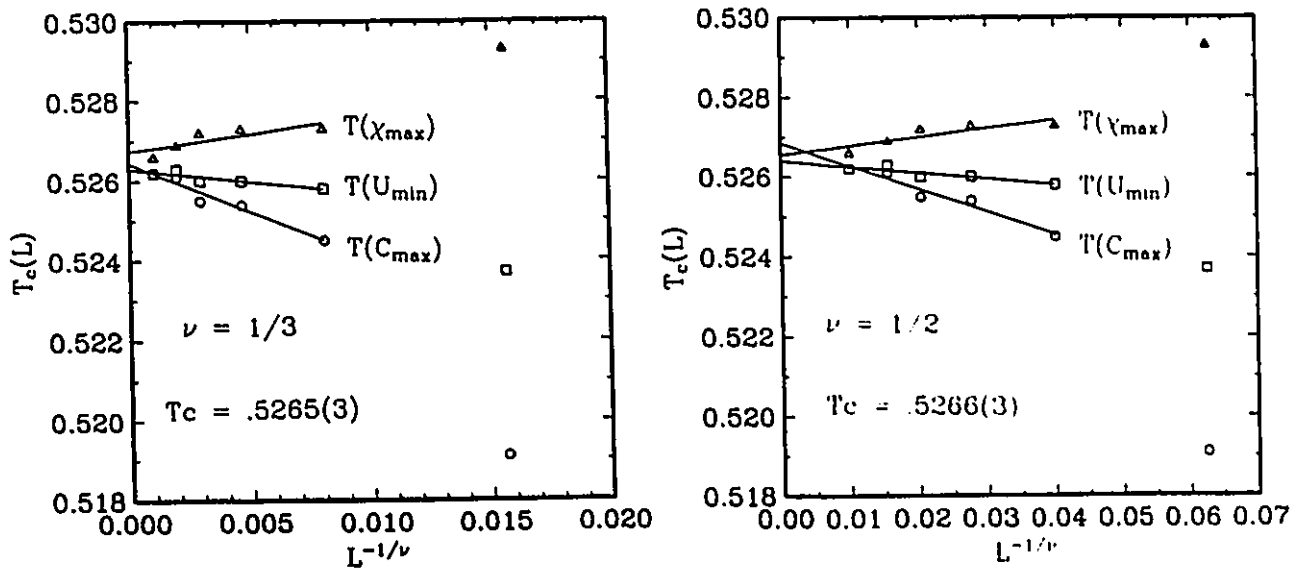 0.530
0.528
0.526
0.524
0.522
0.520
0.518
T_c(L)
T(χ_max)
T(U_min)
T(C_max)
ν = 1/3
Tc = .5265(3)
0.000 0.005 0.010 0.015 0.020
L^{-1/ν}
0.530
0.528
0.526
0.524
0.522
0.520
0.518
T_c(L)
T(χ_max)
T(U_min)
T(C_max)
ν = 1/2
Tc = .5266(3)
0.00 0.01 0.02 0.03 0.04 0.05 0.06 0.07
L^{-1/ν}